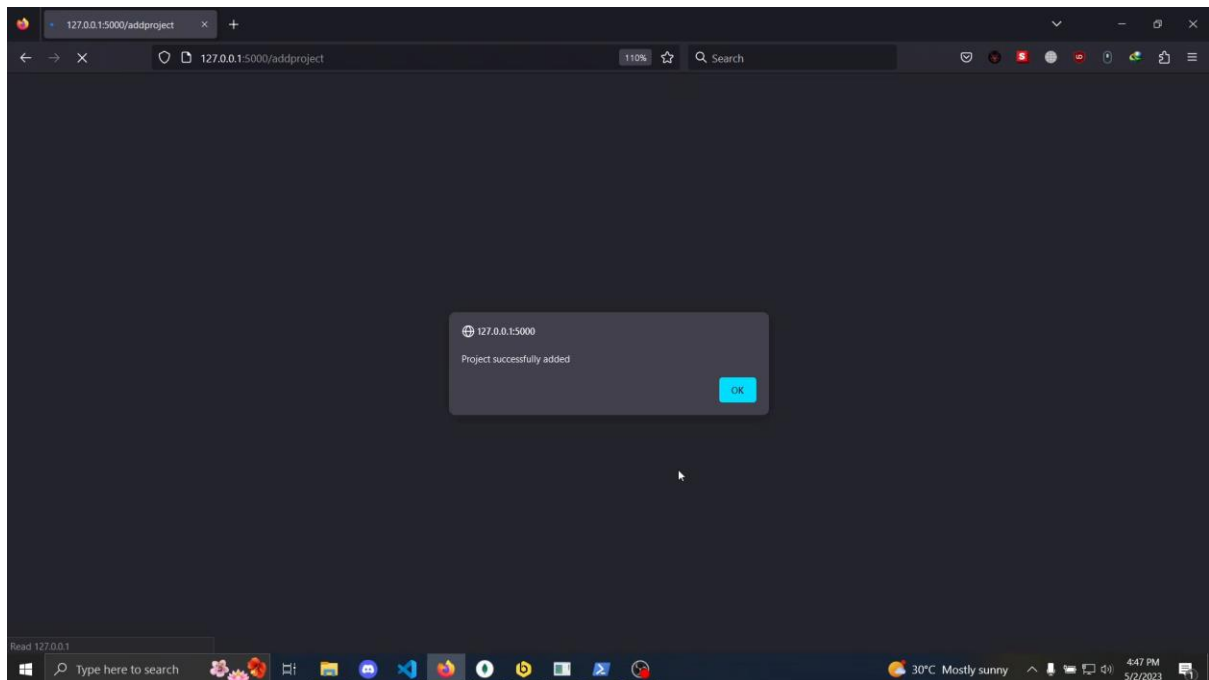 127.0.0.1:5000/addproject
127.0.0.1:5000/addproject
110%
Search
127.0.0.1:5000
Project successfully added
OK
Read 127.0.0.1
Type here to search
30°C Mostly sunny
4:47 PM
5/2/2023